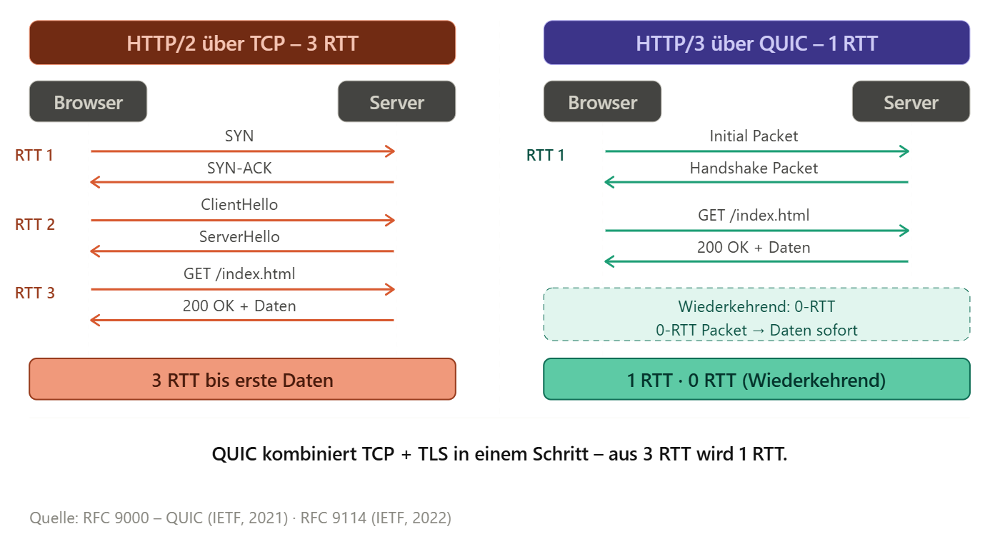 HTTP/2 über TCP – 3 RTT
Browser
Server
SYN
RTT 1
SYN-ACK
ClientHello
RTT 2
ServerHello
GET /index.html
RTT 3
200 OK + Daten
3 RTT bis erste Daten
HTTP/3 über QUIC – 1 RTT
Browser
Server
Initial Packet
RTT 1
Handshake Packet
GET /index.html
200 OK + Daten
Wiederkehrend: 0-RTT
0-RTT Packet → Daten sofort
1 RTT · 0 RTT (Wiederkehrend)
QUIC kombiniert TCP + TLS in einem Schritt – aus 3 RTT wird 1 RTT.
Quelle: RFC 9000 – QUIC (IETF, 2021) · RFC 9114 (IETF, 2022)